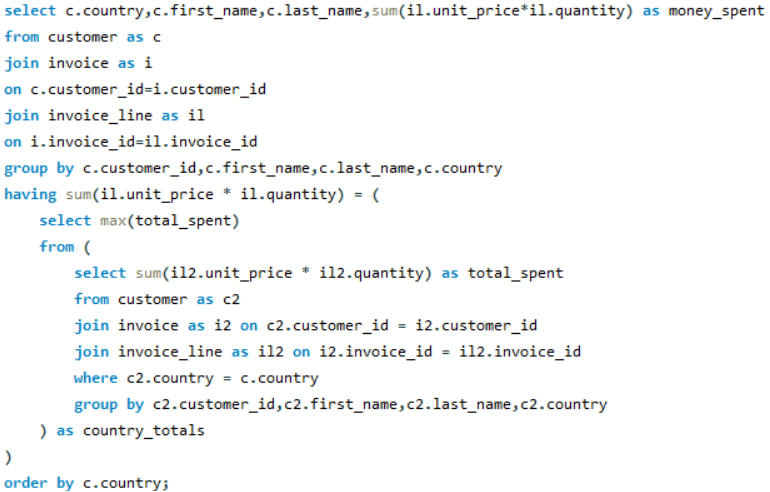 select c.country,c.first_name,c.last_name,sum(il.unit_price*il.quantity) as money_spent
from customer as c
join invoice as i
on c.customer_id=i.customer_id
join invoice_line as il
on i.invoice_id=il.invoice_id
group by c.customer_id,c.first_name,c.last_name,c.country
having sum(il.unit_price * il.quantity) = (
    select max(total_spent)
    from (
        select sum(il2.unit_price * il2.quantity) as total_spent
        from customer as c2
        join invoice as i2 on c2.customer_id = i2.customer_id
        join invoice_line as il2 on i2.invoice_id = il2.invoice_id
        where c2.country = c.country
        group by c2.customer_id,c2.first_name,c2.last_name,c2.country
    ) as country_totals
)
order by c.country;